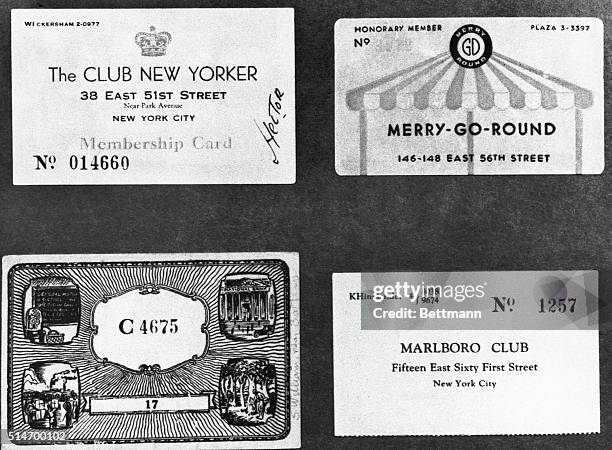 WICKERSHAM 2-0977
The CLUB NEW YORKER
38 EAST 51ST STREET
Near Park Avenue
NEW YORK CITY
Membership Card
Nº 014660
Hector
HONORARY MEMBER
PLAZA 3-3397
Nº
MERRY
GO
ROUND
MERRY-GO-ROUND
146-148 EAST 56TH STREET
C 4675
17
9674
Nº 1257
MARLBORO CLUB
Fifteen East Sixty First Street
New York City
gettyimages
Bettmann
514700102